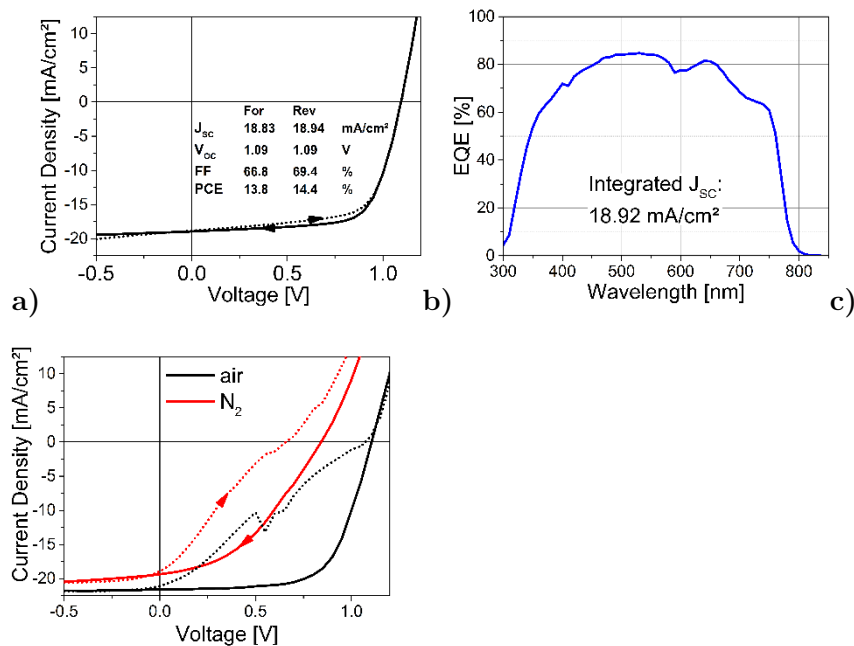 10
5
0
-5
-10
-15
-20
Current Density [mA/cm²]
For Rev
J_SC 18.83 18.94 mA/cm²
V_OC 1.09 1.09 V
FF 66.8 69.4 %
PCE 13.8 14.4 %
-0.5 0.0 0.5 1.0
Voltage [V]
a)
100
80
60
40
20
0
EQE [%]
Integrated J_SC:
18.92 mA/cm²
300 400 500 600 700 800
Wavelength [nm]
b)
c)
10
5
0
-5
-10
-15
-20
Current Density [mA/cm²]
air
N₂
-0.5 0.0 0.5 1.0
Voltage [V]